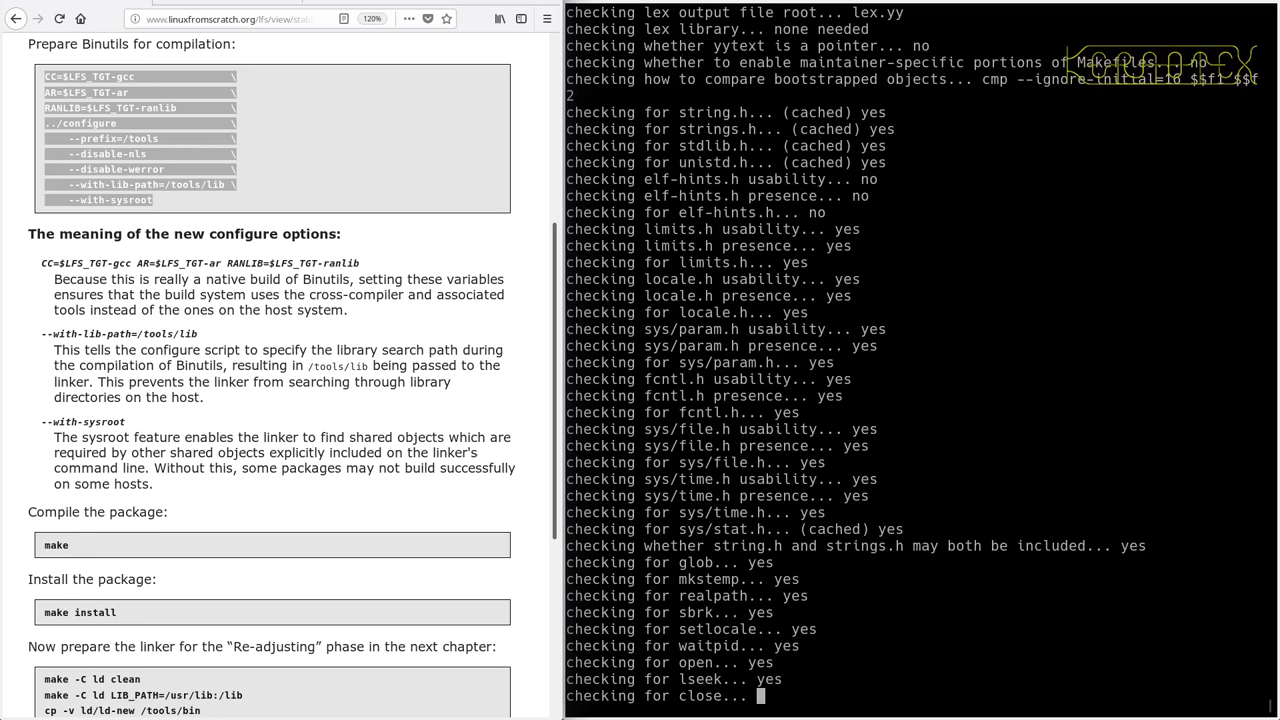 www.linuxfromscratch.org/lfs/view/stab
120%
Prepare Binutils for compilation:
CC=$LFS_TGT-gcc \
AR=$LFS_TGT-ar \
RANLIB=$LFS_TGT-ranlib \
../configure \
--prefix=/tools \
--disable-nls \
--disable-werror \
--with-lib-path=/tools/lib \
--with-sysroot
The meaning of the new configure options:
CC=$LFS_TGT-gcc AR=$LFS_TGT-ar RANLIB=$LFS_TGT-ranlib
Because this is really a native build of Binutils, setting these variables
ensures that the build system uses the cross-compiler and associated
tools instead of the ones on the host system.
--with-lib-path=/tools/lib
This tells the configure script to specify the library search path during
the compilation of Binutils, resulting in /tools/lib being passed to the
linker. This prevents the linker from searching through library
directories on the host.
--with-sysroot
The sysroot feature enables the linker to find shared objects which are
required by other shared objects explicitly included on the linker's
command line. Without this, some packages may not build successfully
on some hosts.
Compile the package:
make
Install the package:
make install
Now prepare the linker for the “Re-adjusting” phase in the next chapter:
make -C ld clean
make -C ld LIB_PATH=/usr/lib:/lib
cp -v ld/ld-new /tools/bin
checking lex output file root... lex.yy
checking lex library... none needed
checking whether yytext is a pointer... no
checking whether to enable maintainer-specific portions of Makefiles... no
checking how to compare bootstrapped objects... cmp --ignore-initial=16 $$f1 $$f
2
checking for string.h... (cached) yes
checking for strings.h... (cached) yes
checking for stdlib.h... (cached) yes
checking for unistd.h... (cached) yes
checking elf-hints.h usability... no
checking elf-hints.h presence... no
checking for elf-hints.h... no
checking limits.h usability... yes
checking limits.h presence... yes
checking for limits.h... yes
checking locale.h usability... yes
checking locale.h presence... yes
checking for locale.h... yes
checking sys/param.h usability... yes
checking sys/param.h presence... yes
checking for sys/param.h... yes
checking fcntl.h usability... yes
checking fcntl.h presence... yes
checking for fcntl.h... yes
checking sys/file.h usability... yes
checking sys/file.h presence... yes
checking for sys/file.h... yes
checking sys/time.h usability... yes
checking sys/time.h presence... yes
checking for sys/time.h... yes
checking for sys/stat.h... (cached) yes
checking whether string.h and strings.h may both be included... yes
checking for glob... yes
checking for mkstemp... yes
checking for realpath... yes
checking for sbrk... yes
checking for setlocale... yes
checking for waitpid... yes
checking for open... yes
checking for lseek... yes
checking for close...